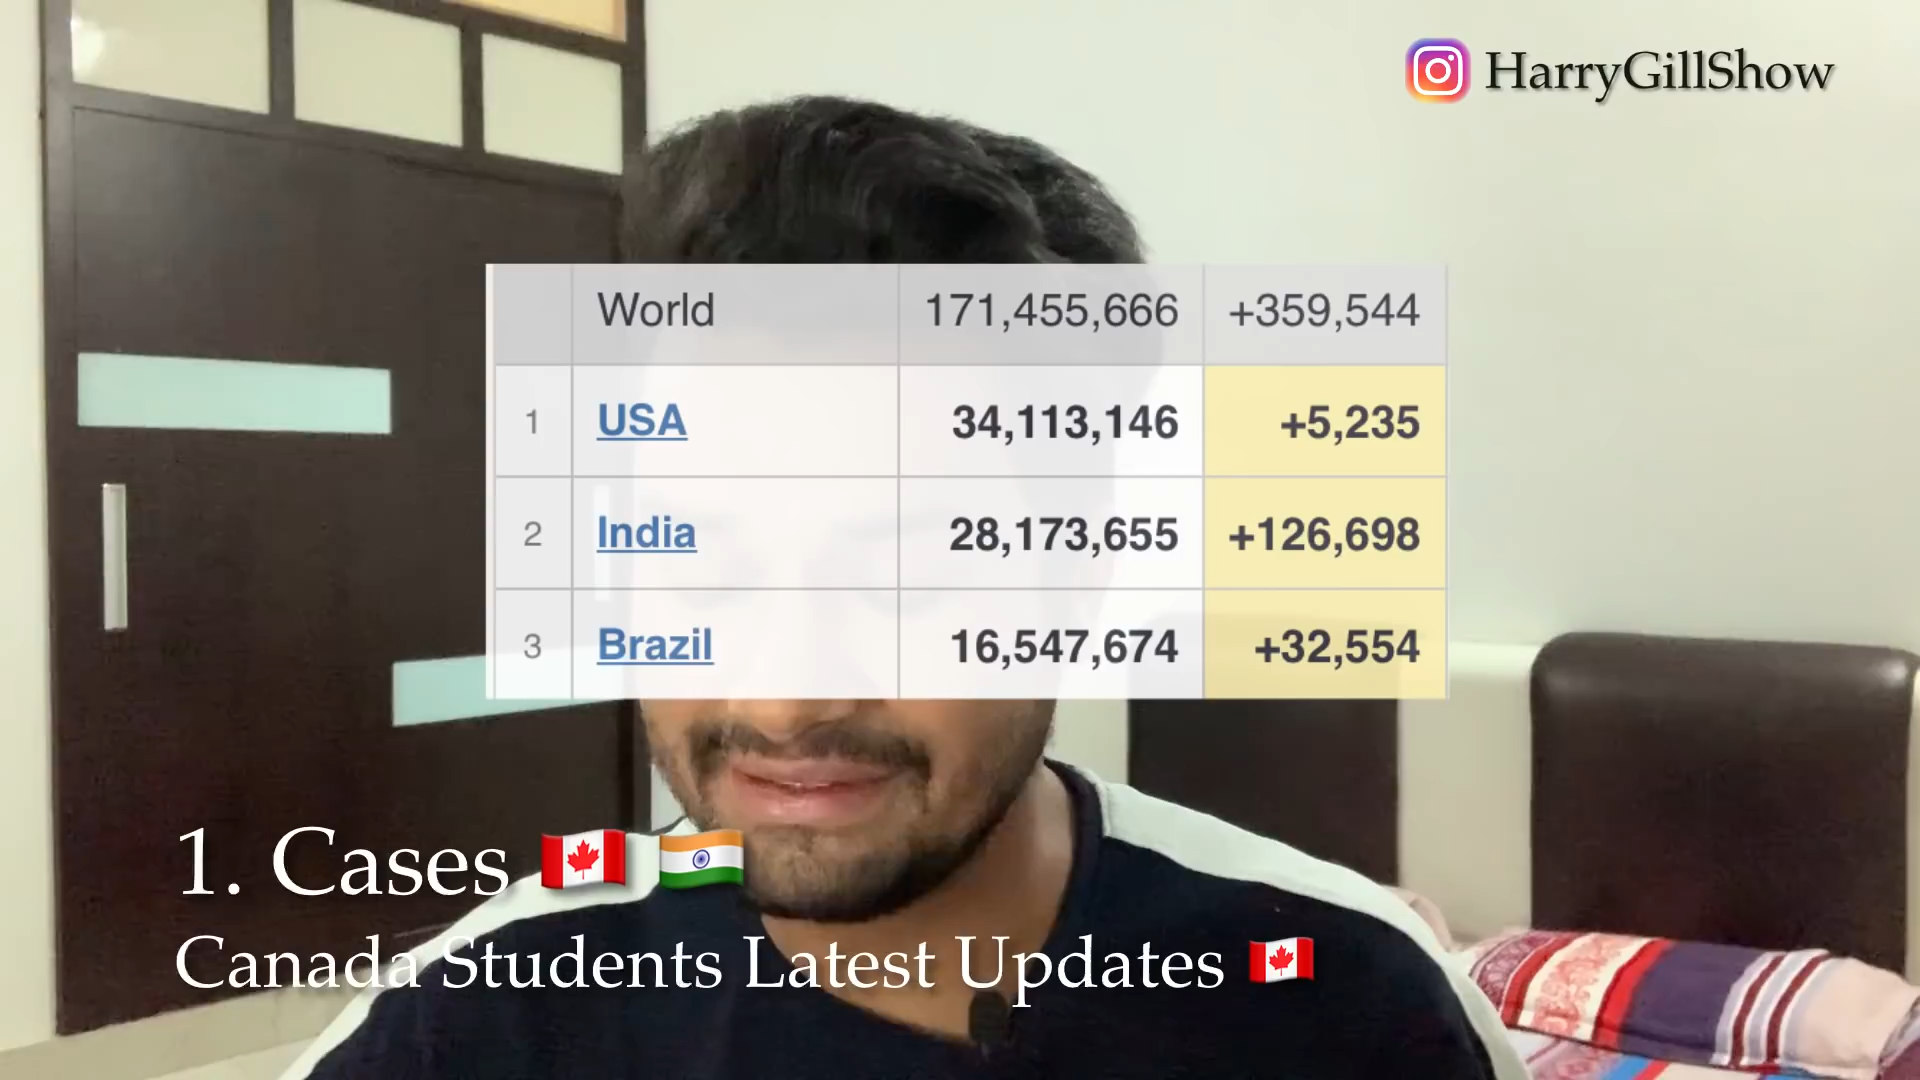 HarryGillShow
World 171,455,666 +359,544
1 USA 34,113,146 +5,235
2 India 28,173,655 +126,698
3 Brazil 16,547,674 +32,554
1. Cases 🇨🇦 🇮🇳
Canada Students Latest Updates 🇨🇦